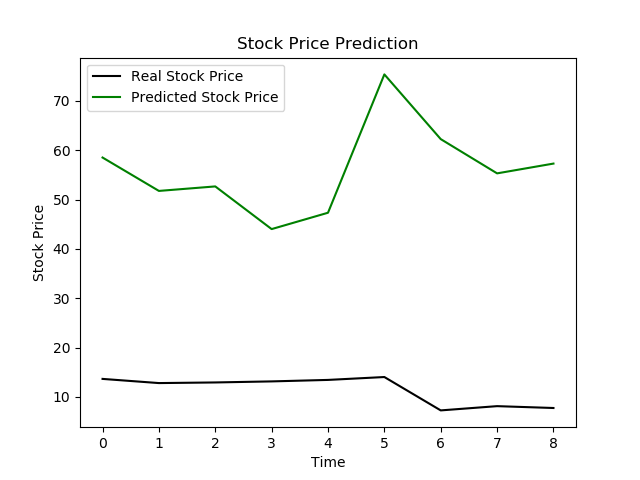 Stock Price Prediction
Real Stock Price
Predicted Stock Price
70
60
50
40
30
20
10
Stock Price
0 1 2 3 4 5 6 7 8
Time